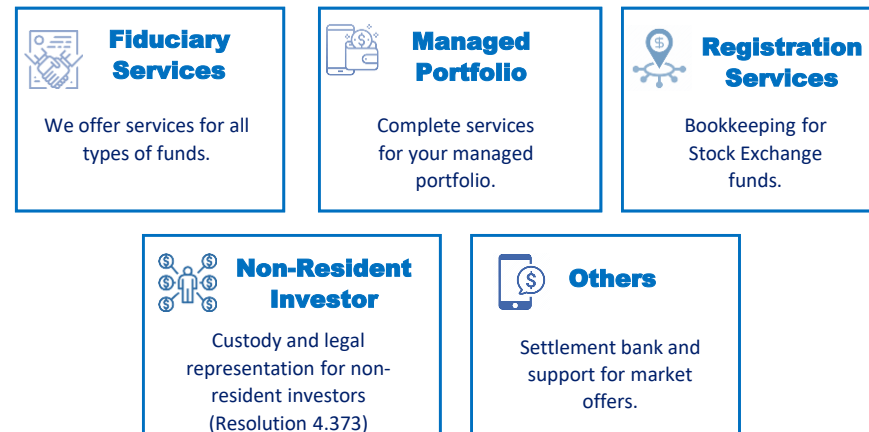 Fiduciary
Services
We offer services for all
types of funds.
Managed
Portfolio
Complete services
for your managed
portfolio.
Registration
Services
Bookkeeping for
Stock Exchange
funds.
Non-Resident
Investor
Custody and legal
representation for non-
resident investors
(Resolution 4.373)
Others
Settlement bank and
support for market
offers.